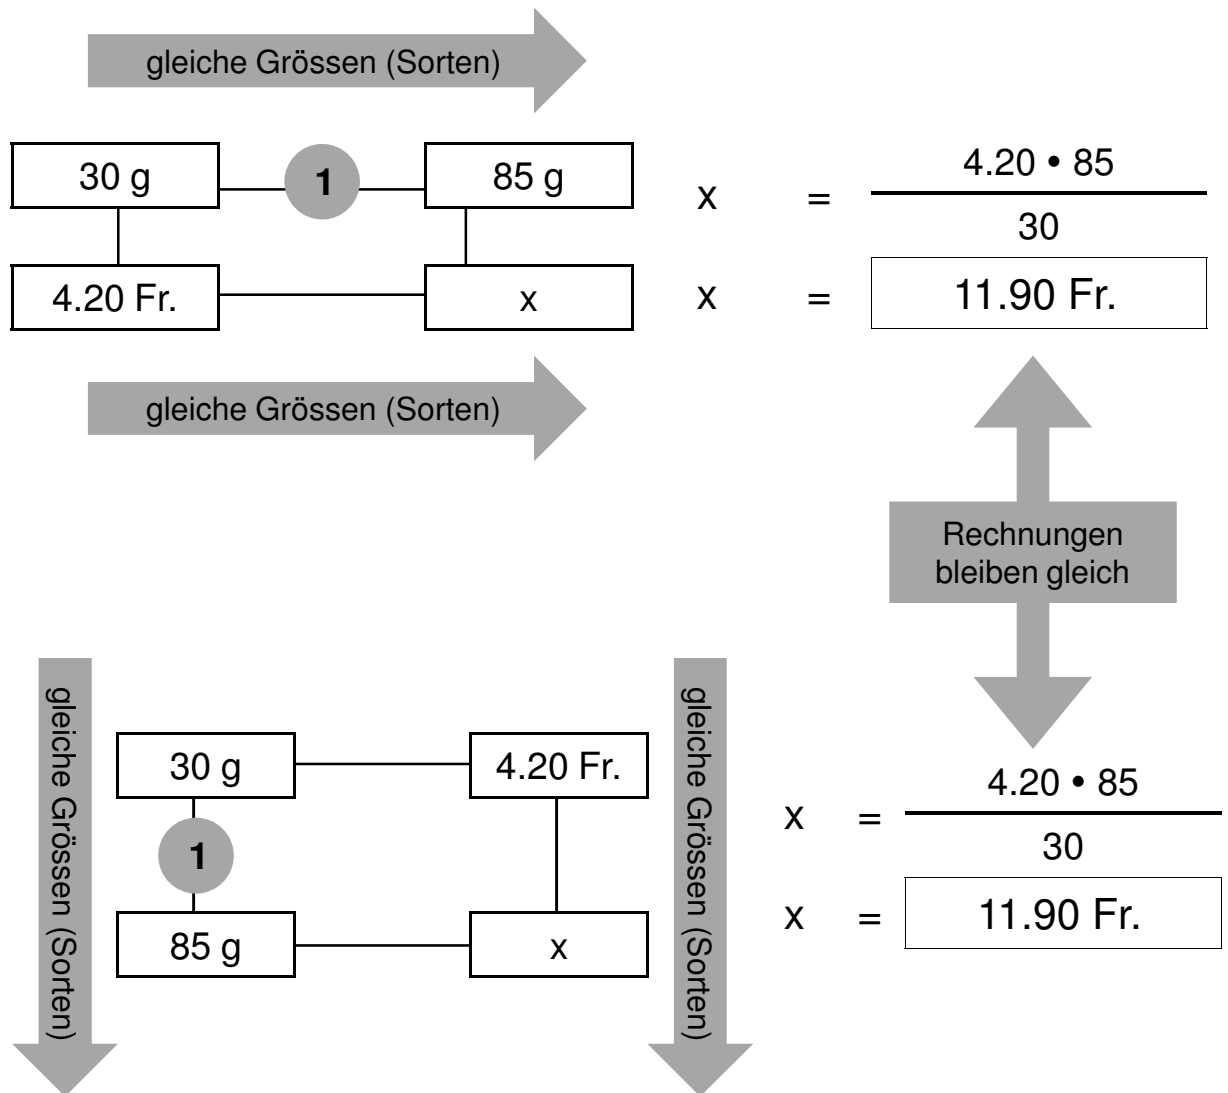 gleiche Grössen (Sorten)
30 g 1 85 g
4.20 Fr. x
x = 4.20 • 85
30
x = 11.90 Fr.
gleiche Grössen (Sorten)
Rechnungen
bleiben gleich
gleiche Grössen (Sorten)
30 g 4.20 Fr.
1
85 g x
gleiche Grössen (Sorten)
x = 4.20 • 85
30
x = 11.90 Fr.